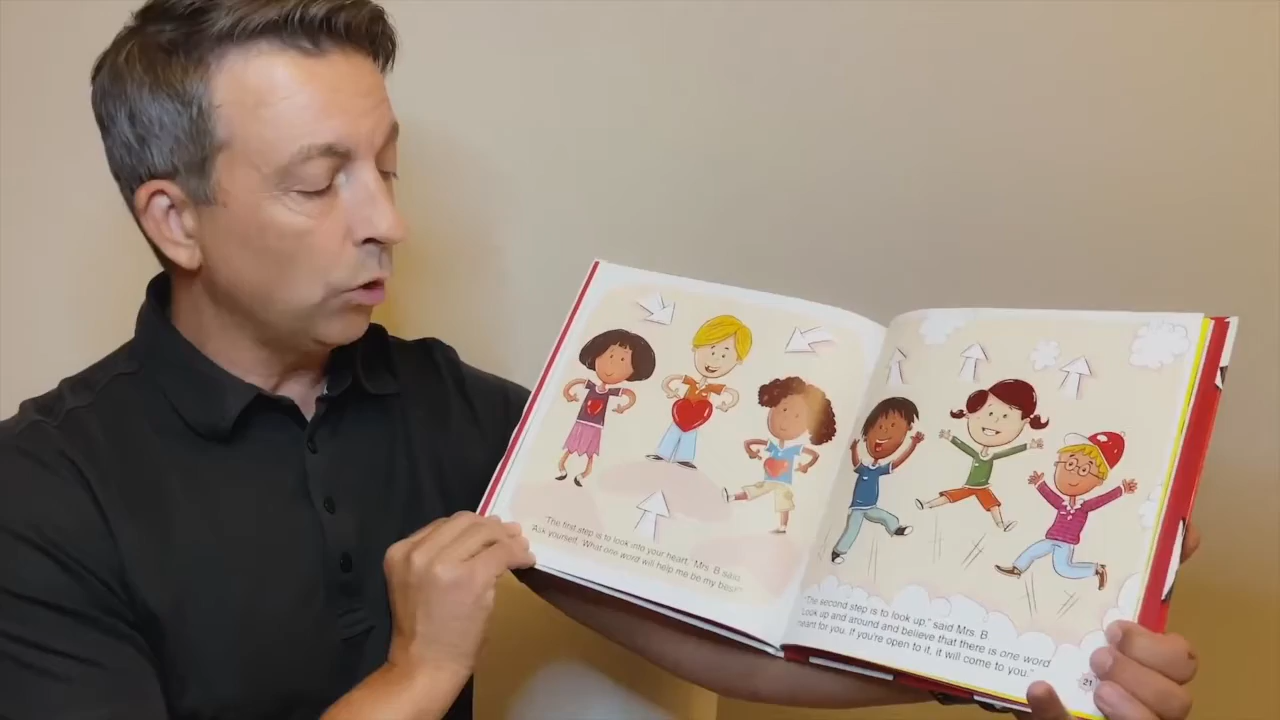 "The first step is to look into your heart," Mrs. B said.
"Ask yourself, 'What one word will help me be my best?'"
"The second step is to look up," said Mrs. B
"Look up and around and believe that there is one word
meant for you. If you're open to it, it will come to you."
21